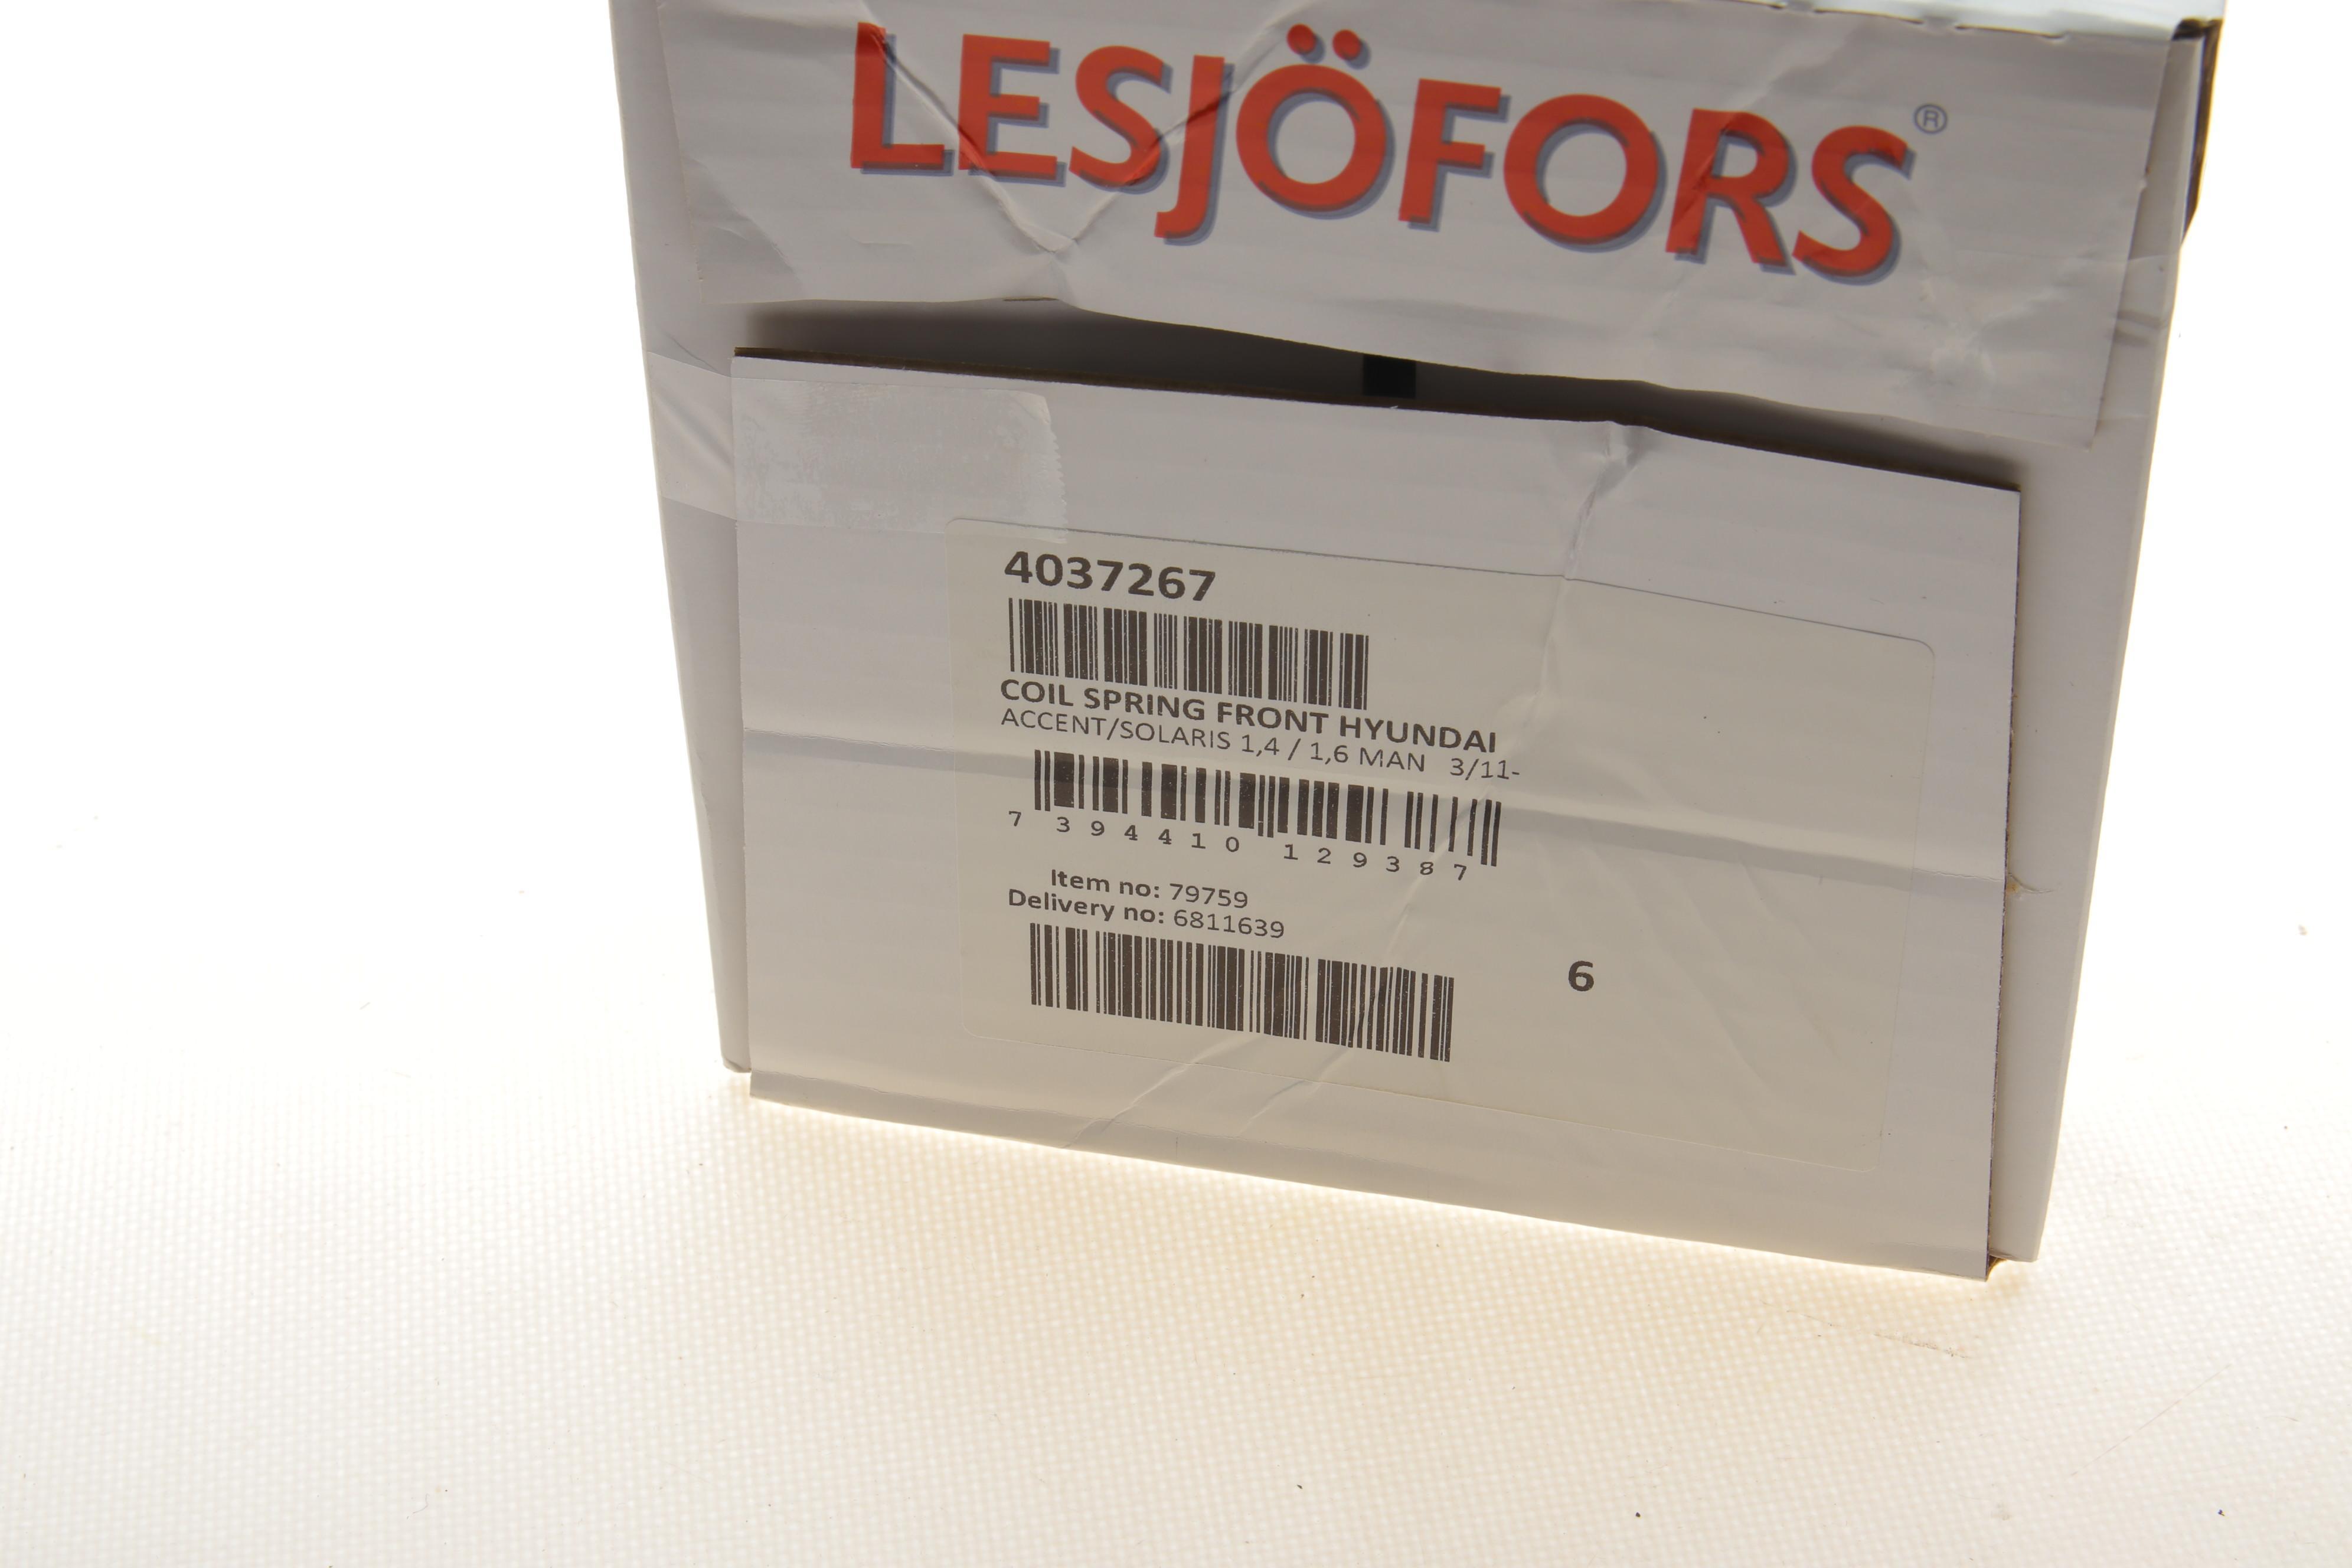 LESJÖFORS®
4037267
COIL SPRING FRONT HYUNDAI
ACCENT/SOLARIS 1,4 / 1,6 MAN 3/11-
7 394410 129387
Item no: 79759
Delivery no: 6811639
6